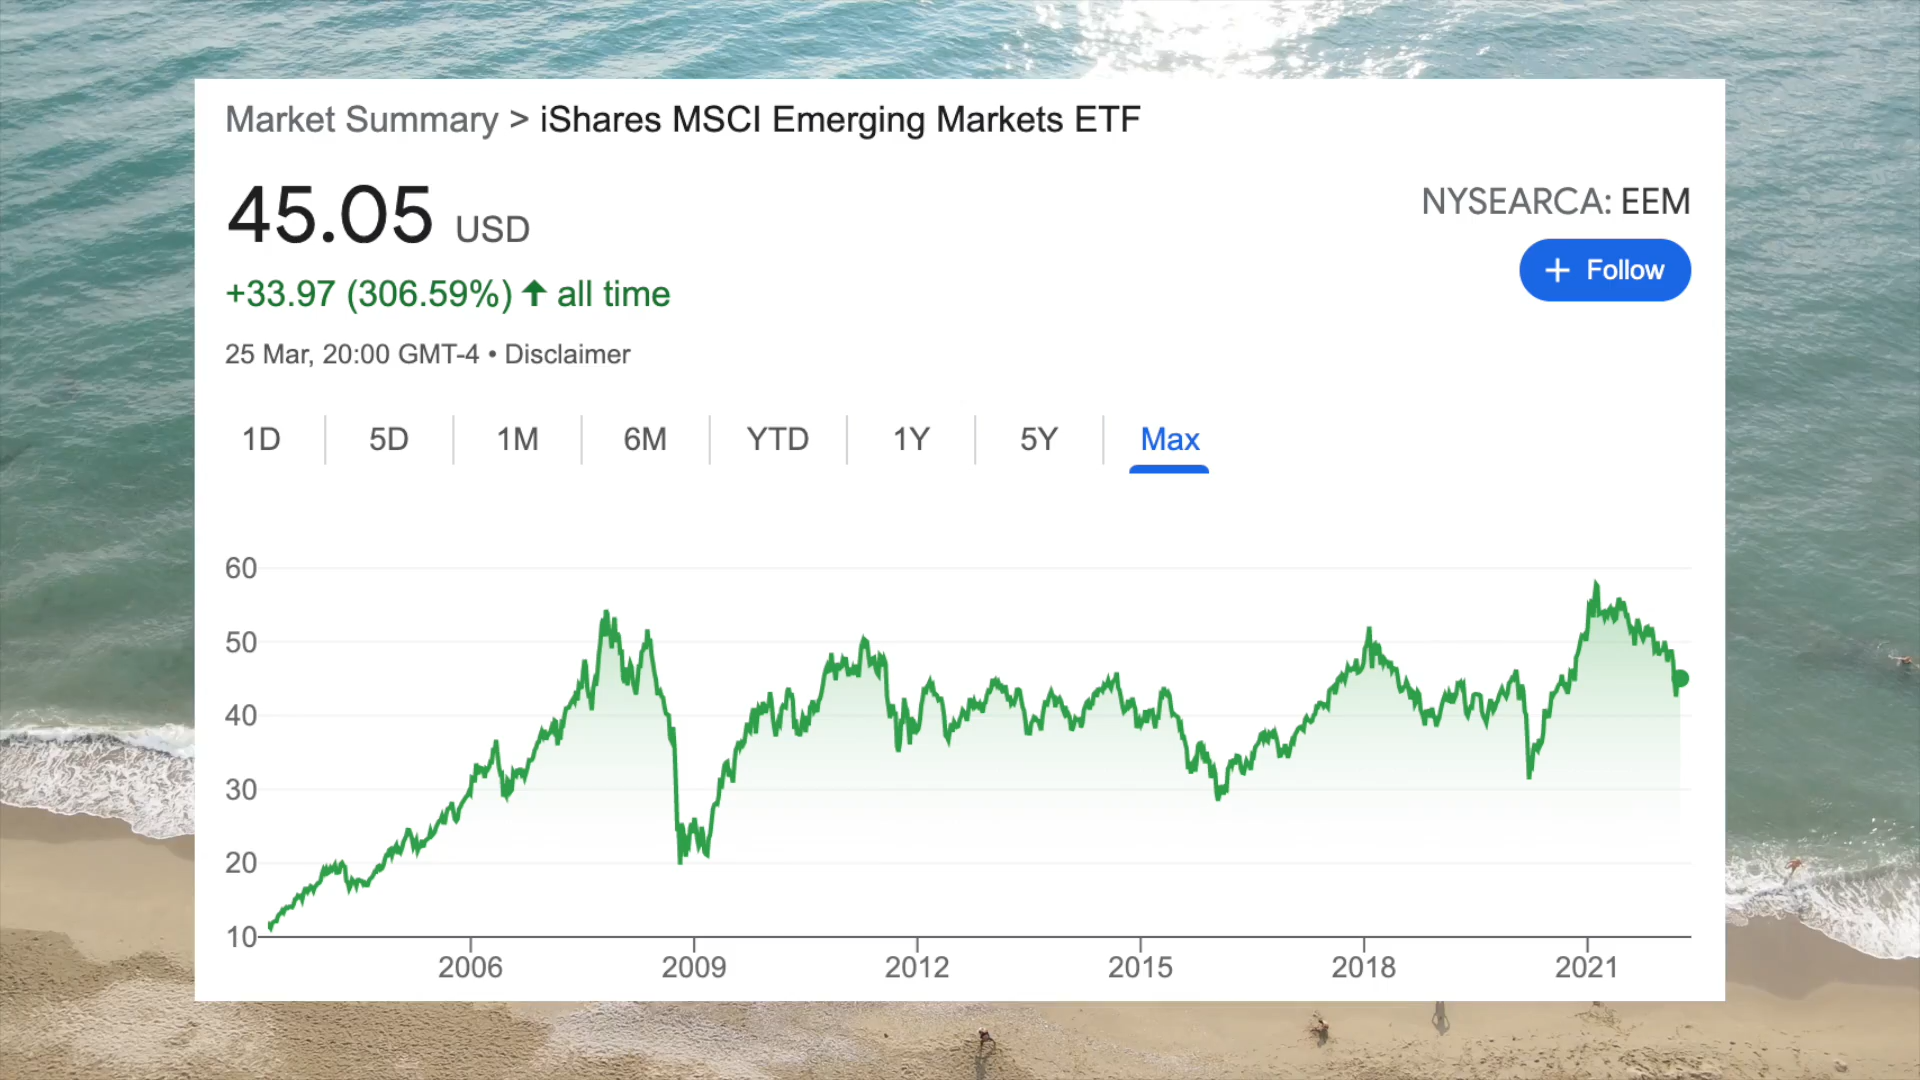 Market Summary > iShares MSCI Emerging Markets ETF
45.05 USD
NYSEARCA: EEM
+ Follow
+33.97 (306.59%) ↑ all time
25 Mar, 20:00 GMT-4 • Disclaimer
1D 5D 1M 6M YTD 1Y 5Y Max
60
50
40
30
20
10
2006 2009 2012 2015 2018 2021